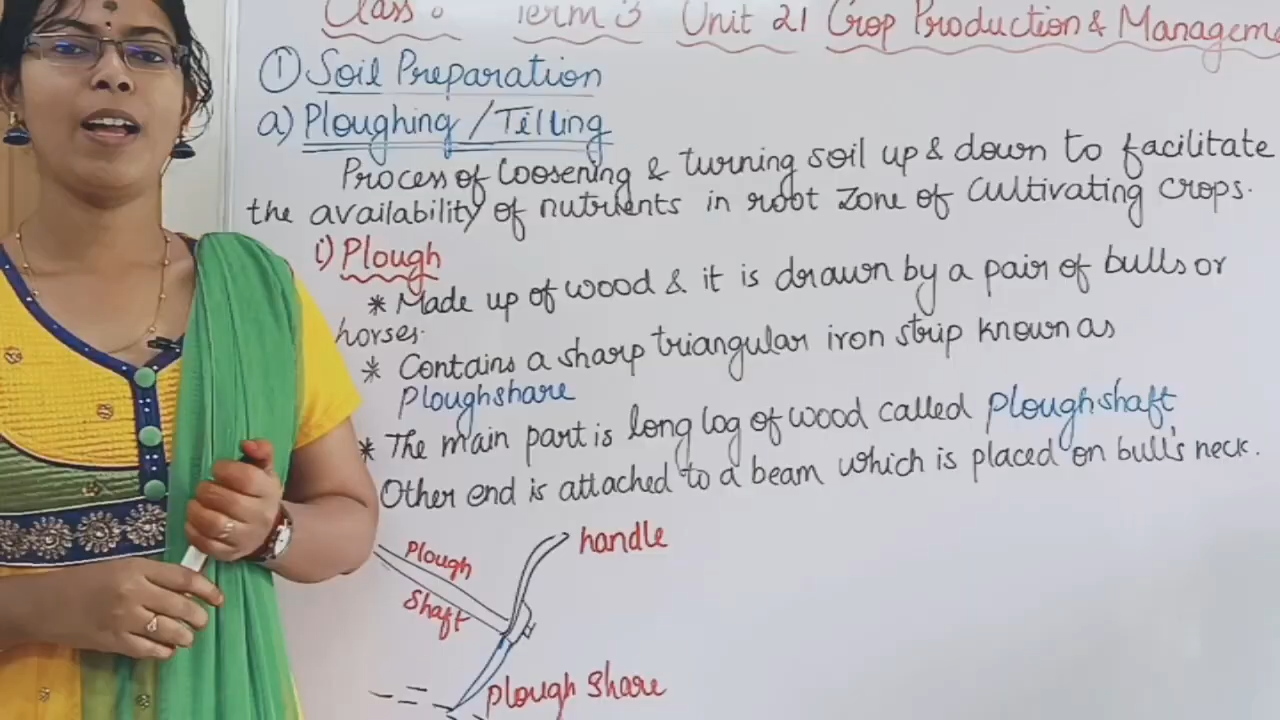 Class 8 Term 3 Unit 21 Crop Production & Managem
① Soil Preparation
a) Ploughing / Tilling
Process of loosening & turning soil up & down to facilitate
the availability of nutrients in root zone of cultivating crops.
i) Plough
* Made up of wood & it is drawn by a pair of bulls or
horses.
* Contains a sharp triangular iron strip known as
Ploughshare
* The main part is long log of wood called ploughshaft
Other end is attached to a beam which is placed on bull's neck.
handle
Plough
Shaft
plough share